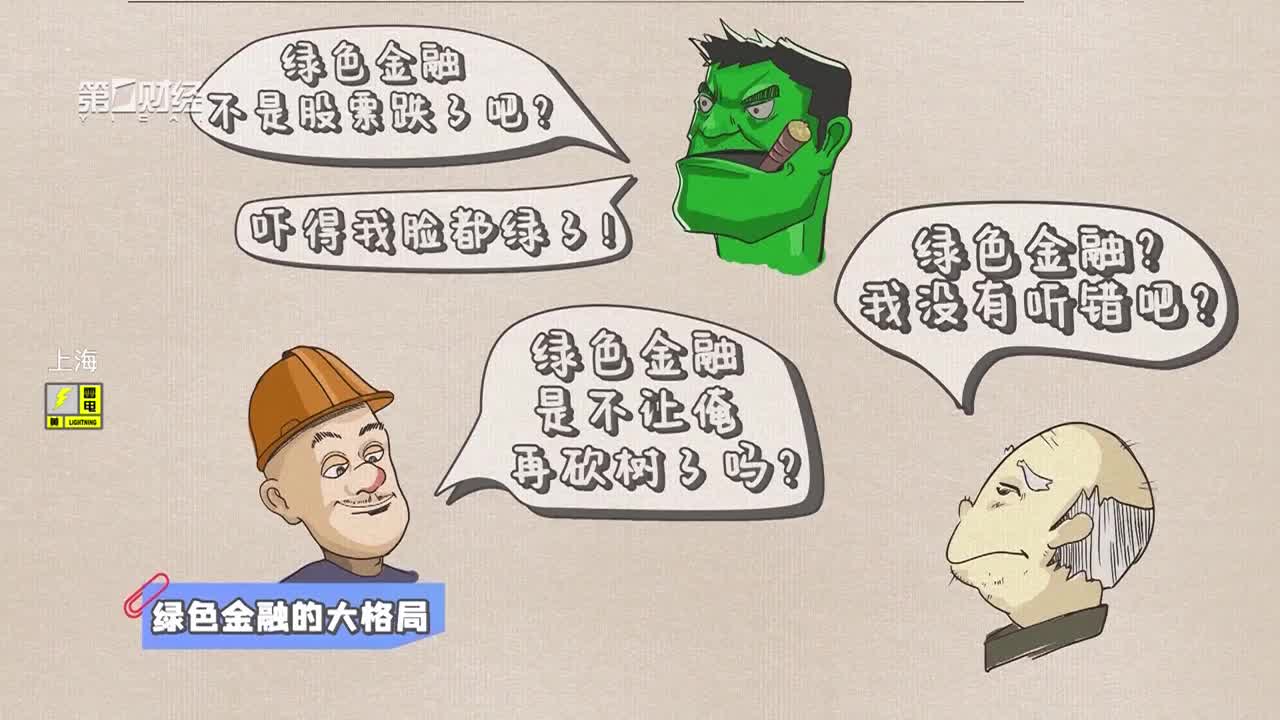 绿色金融
不是股票跌了吧?
第一财经
吓得我脸都绿了!
绿色金融?
我没有听错吧?
绿色金融
是不让俺
再砍树了吗?
上海
雷电
黄 LIGHTNING
绿色金融的大格局